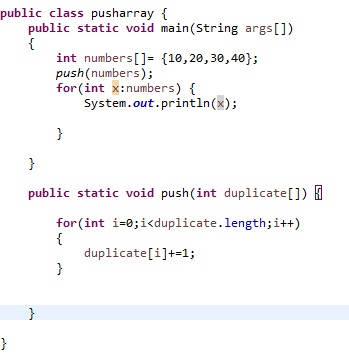 public class pusharray {
public static void main(String args[])
{
int numbers[]= {10,20,30,40};
push(numbers);
for(int x:numbers) {
System.out.println(x);
}
}
public static void push(int duplicate[]) {
for(int i=0;i<duplicate.length;i++)
{
duplicate[i]+=1;
}
}
}